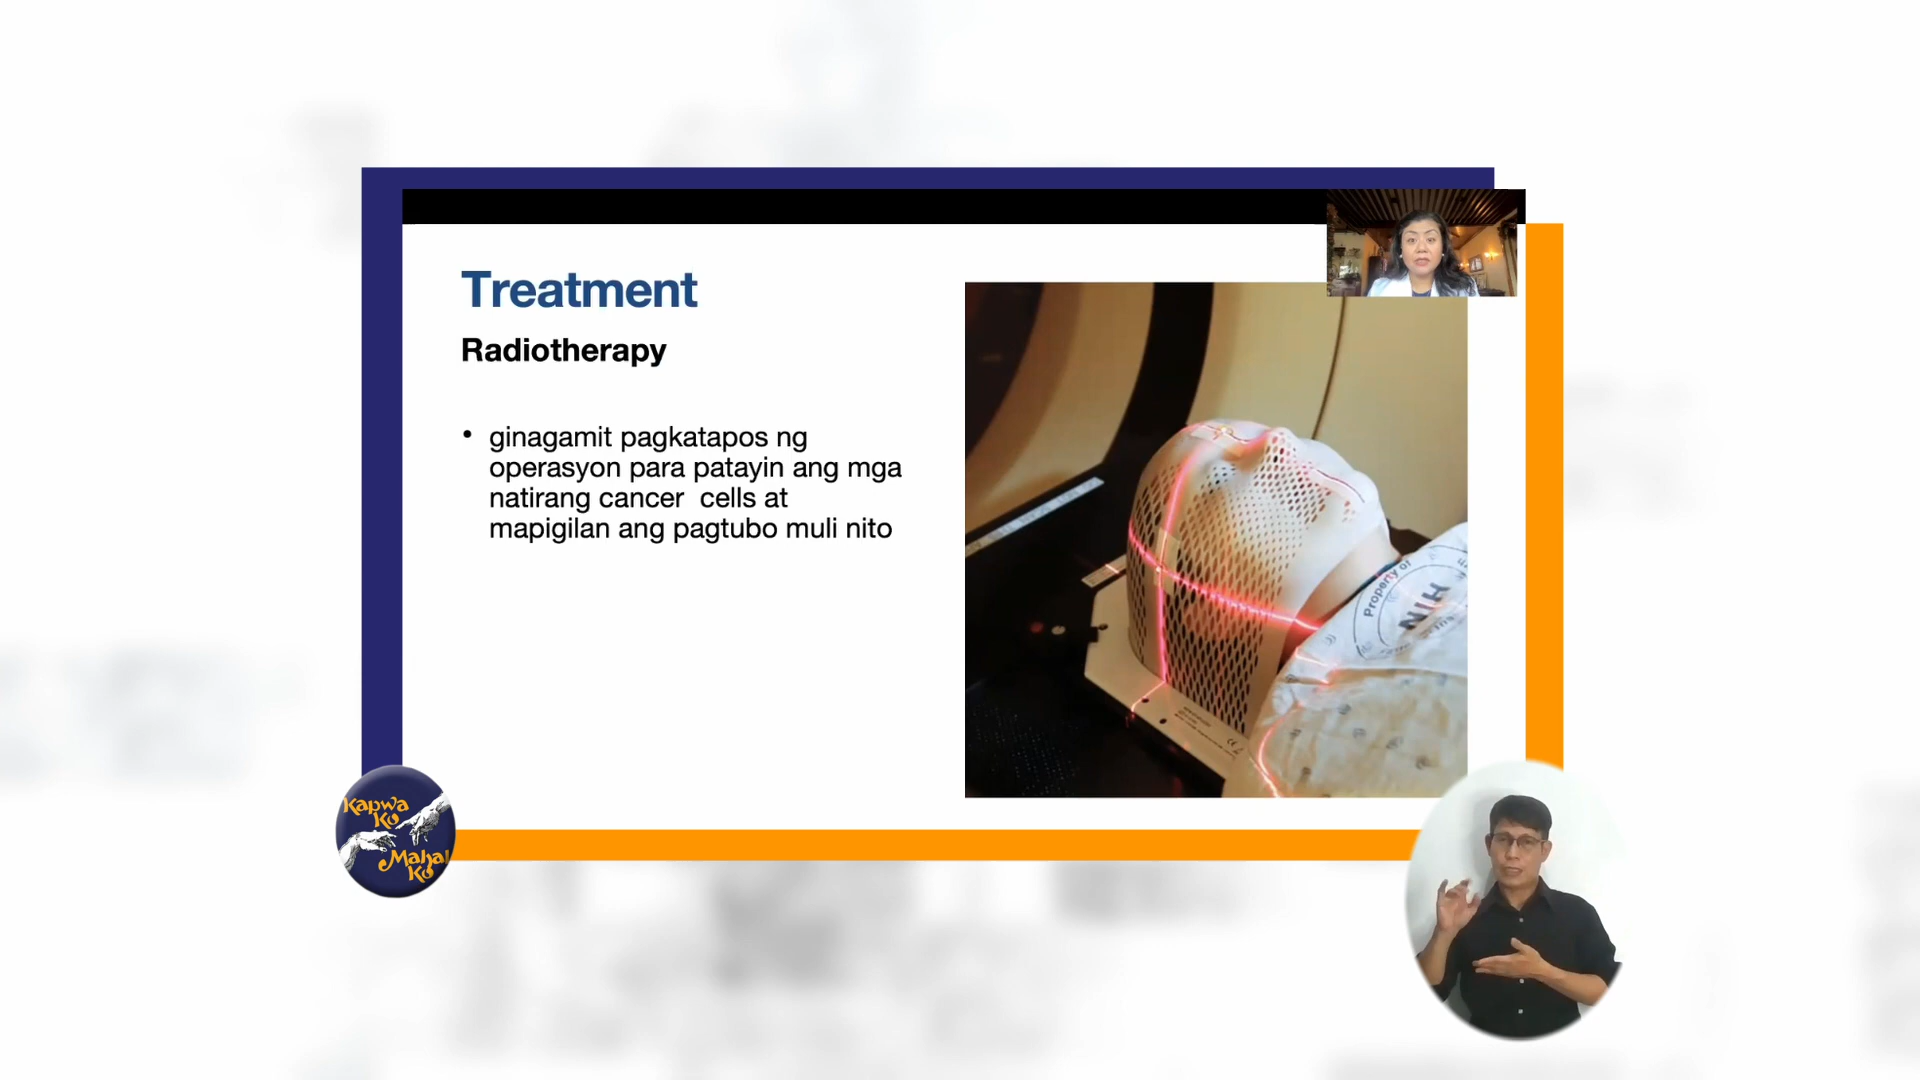 Treatment
Radiotherapy
• ginagamit pagkatapos ng
operasyon para patayin ang mga
natirang cancer  cells at
mapigilan ang pagtubo muli nito
Property of
NIH
Kapwa
Ko
Mahal
Ko